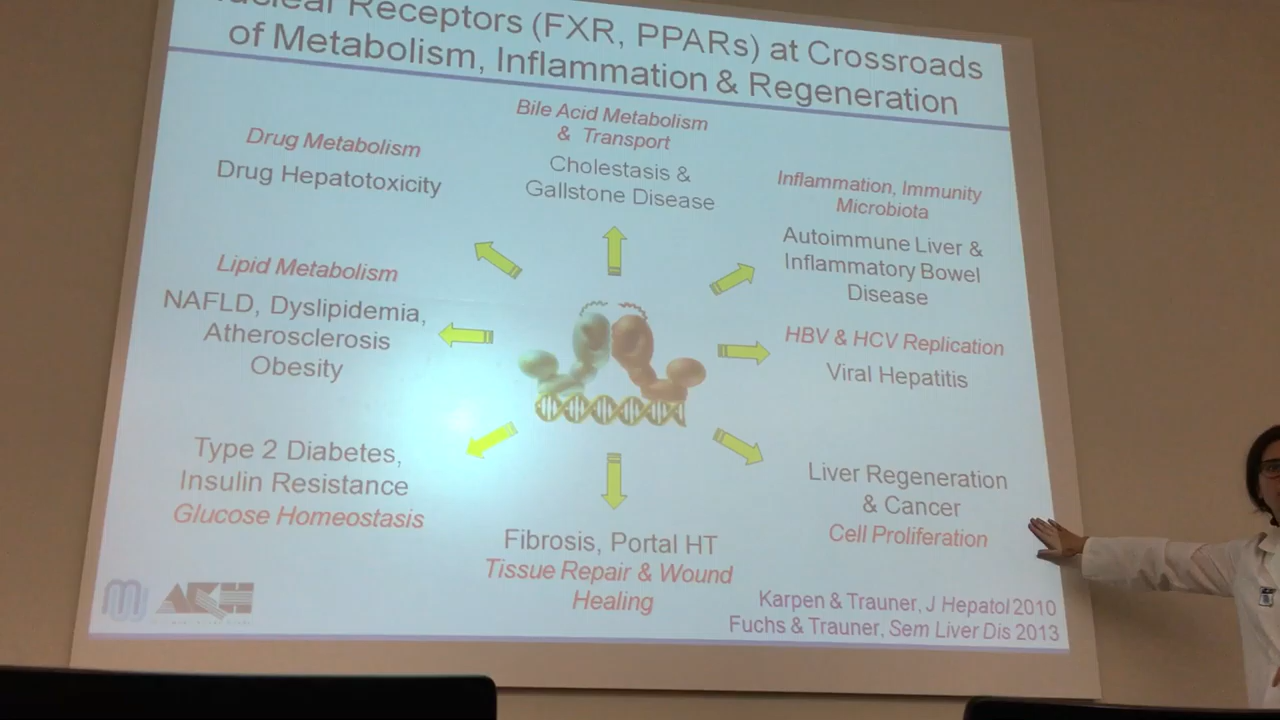 Nuclear Receptors (FXR, PPARs) at Crossroads
of Metabolism, Inflammation & Regeneration
Bile Acid Metabolism
& Transport
Cholestasis &
Gallstone Disease
Drug Metabolism
Drug Hepatotoxicity
Inflammation, Immunity
Microbiota
Autoimmune Liver &
Inflammatory Bowel
Disease
Lipid Metabolism
NAFLD, Dyslipidemia,
Atherosclerosis
Obesity
HBV & HCV Replication
Viral Hepatitis
Type 2 Diabetes,
Insulin Resistance
Glucose Homeostasis
Liver Regeneration
& Cancer
Cell Proliferation
Fibrosis, Portal HT
Tissue Repair & Wound
Healing
AKH
Karpen & Trauner, J Hepatol 2010
Fuchs & Trauner, Sem Liver Dis 2013